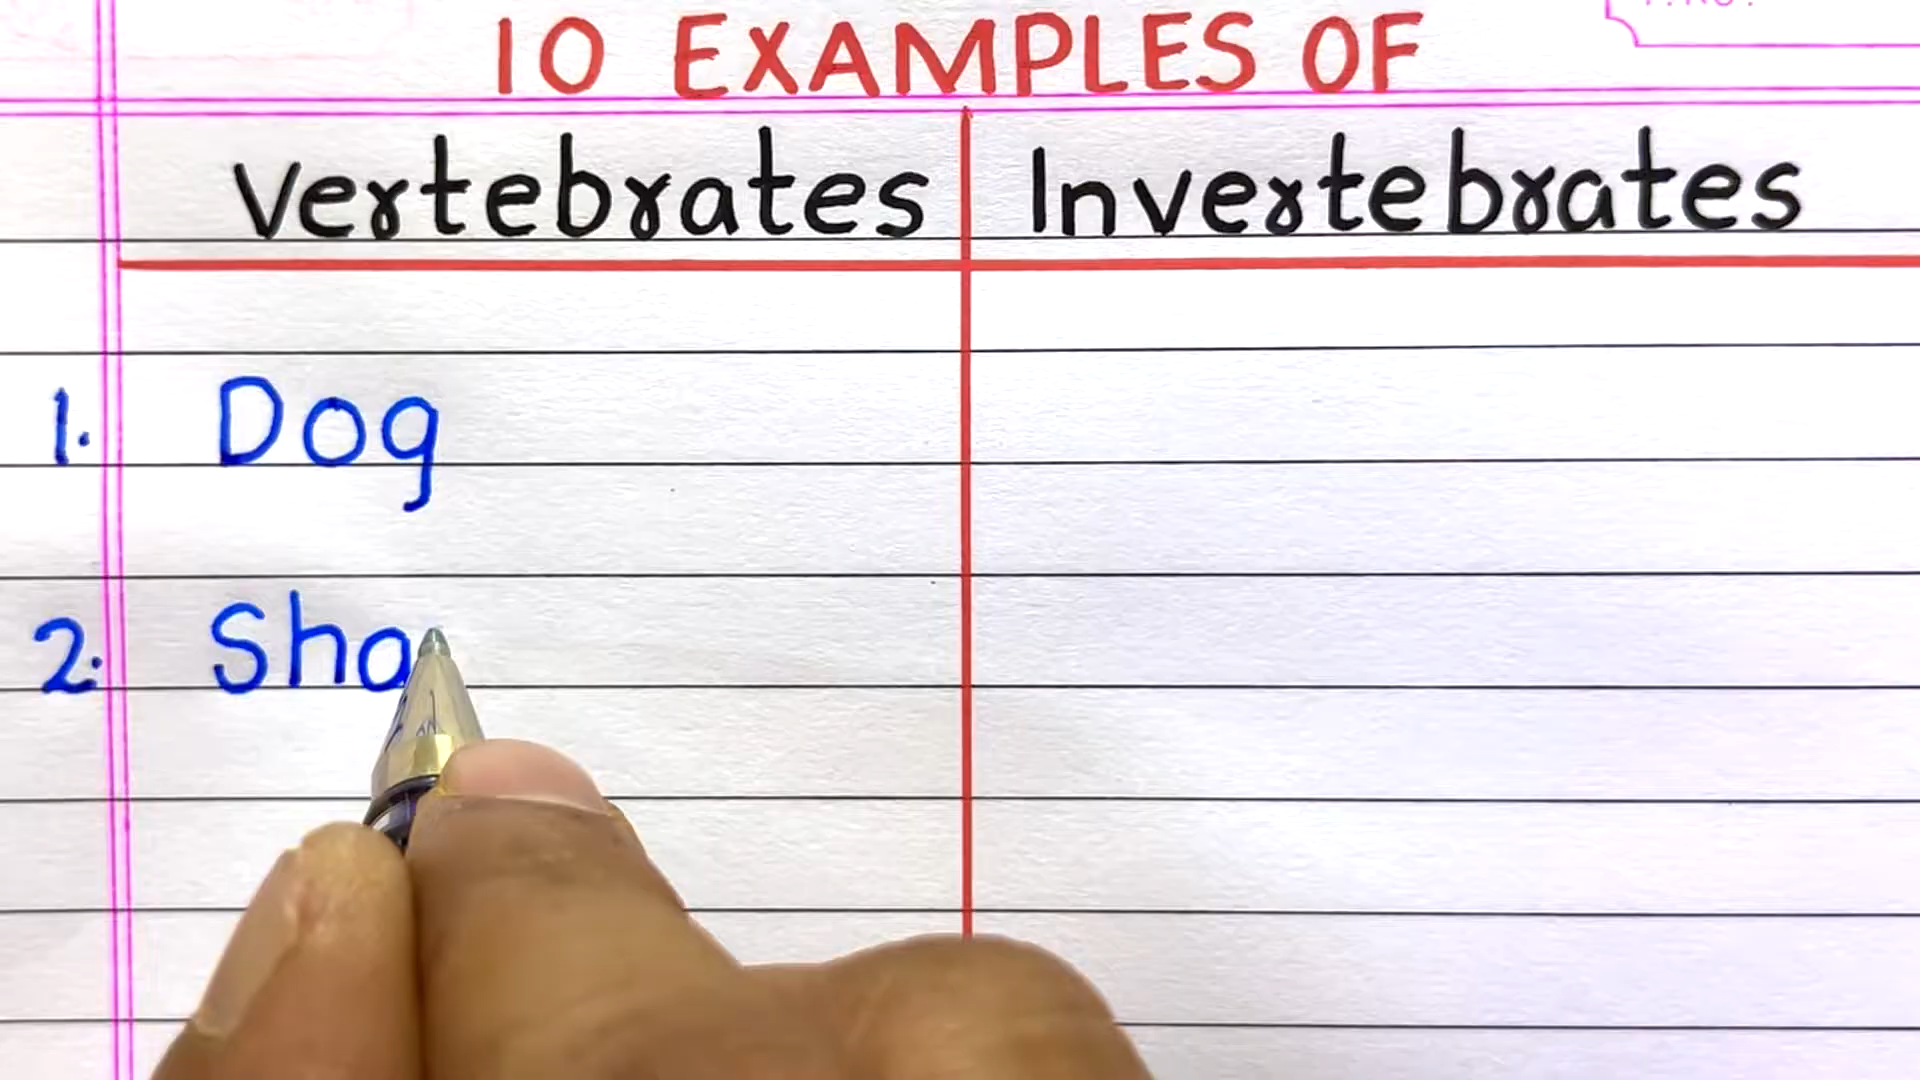 10 EXAMPLES OF
Vertebrates Invertebrates
1. Dog
2. Sha